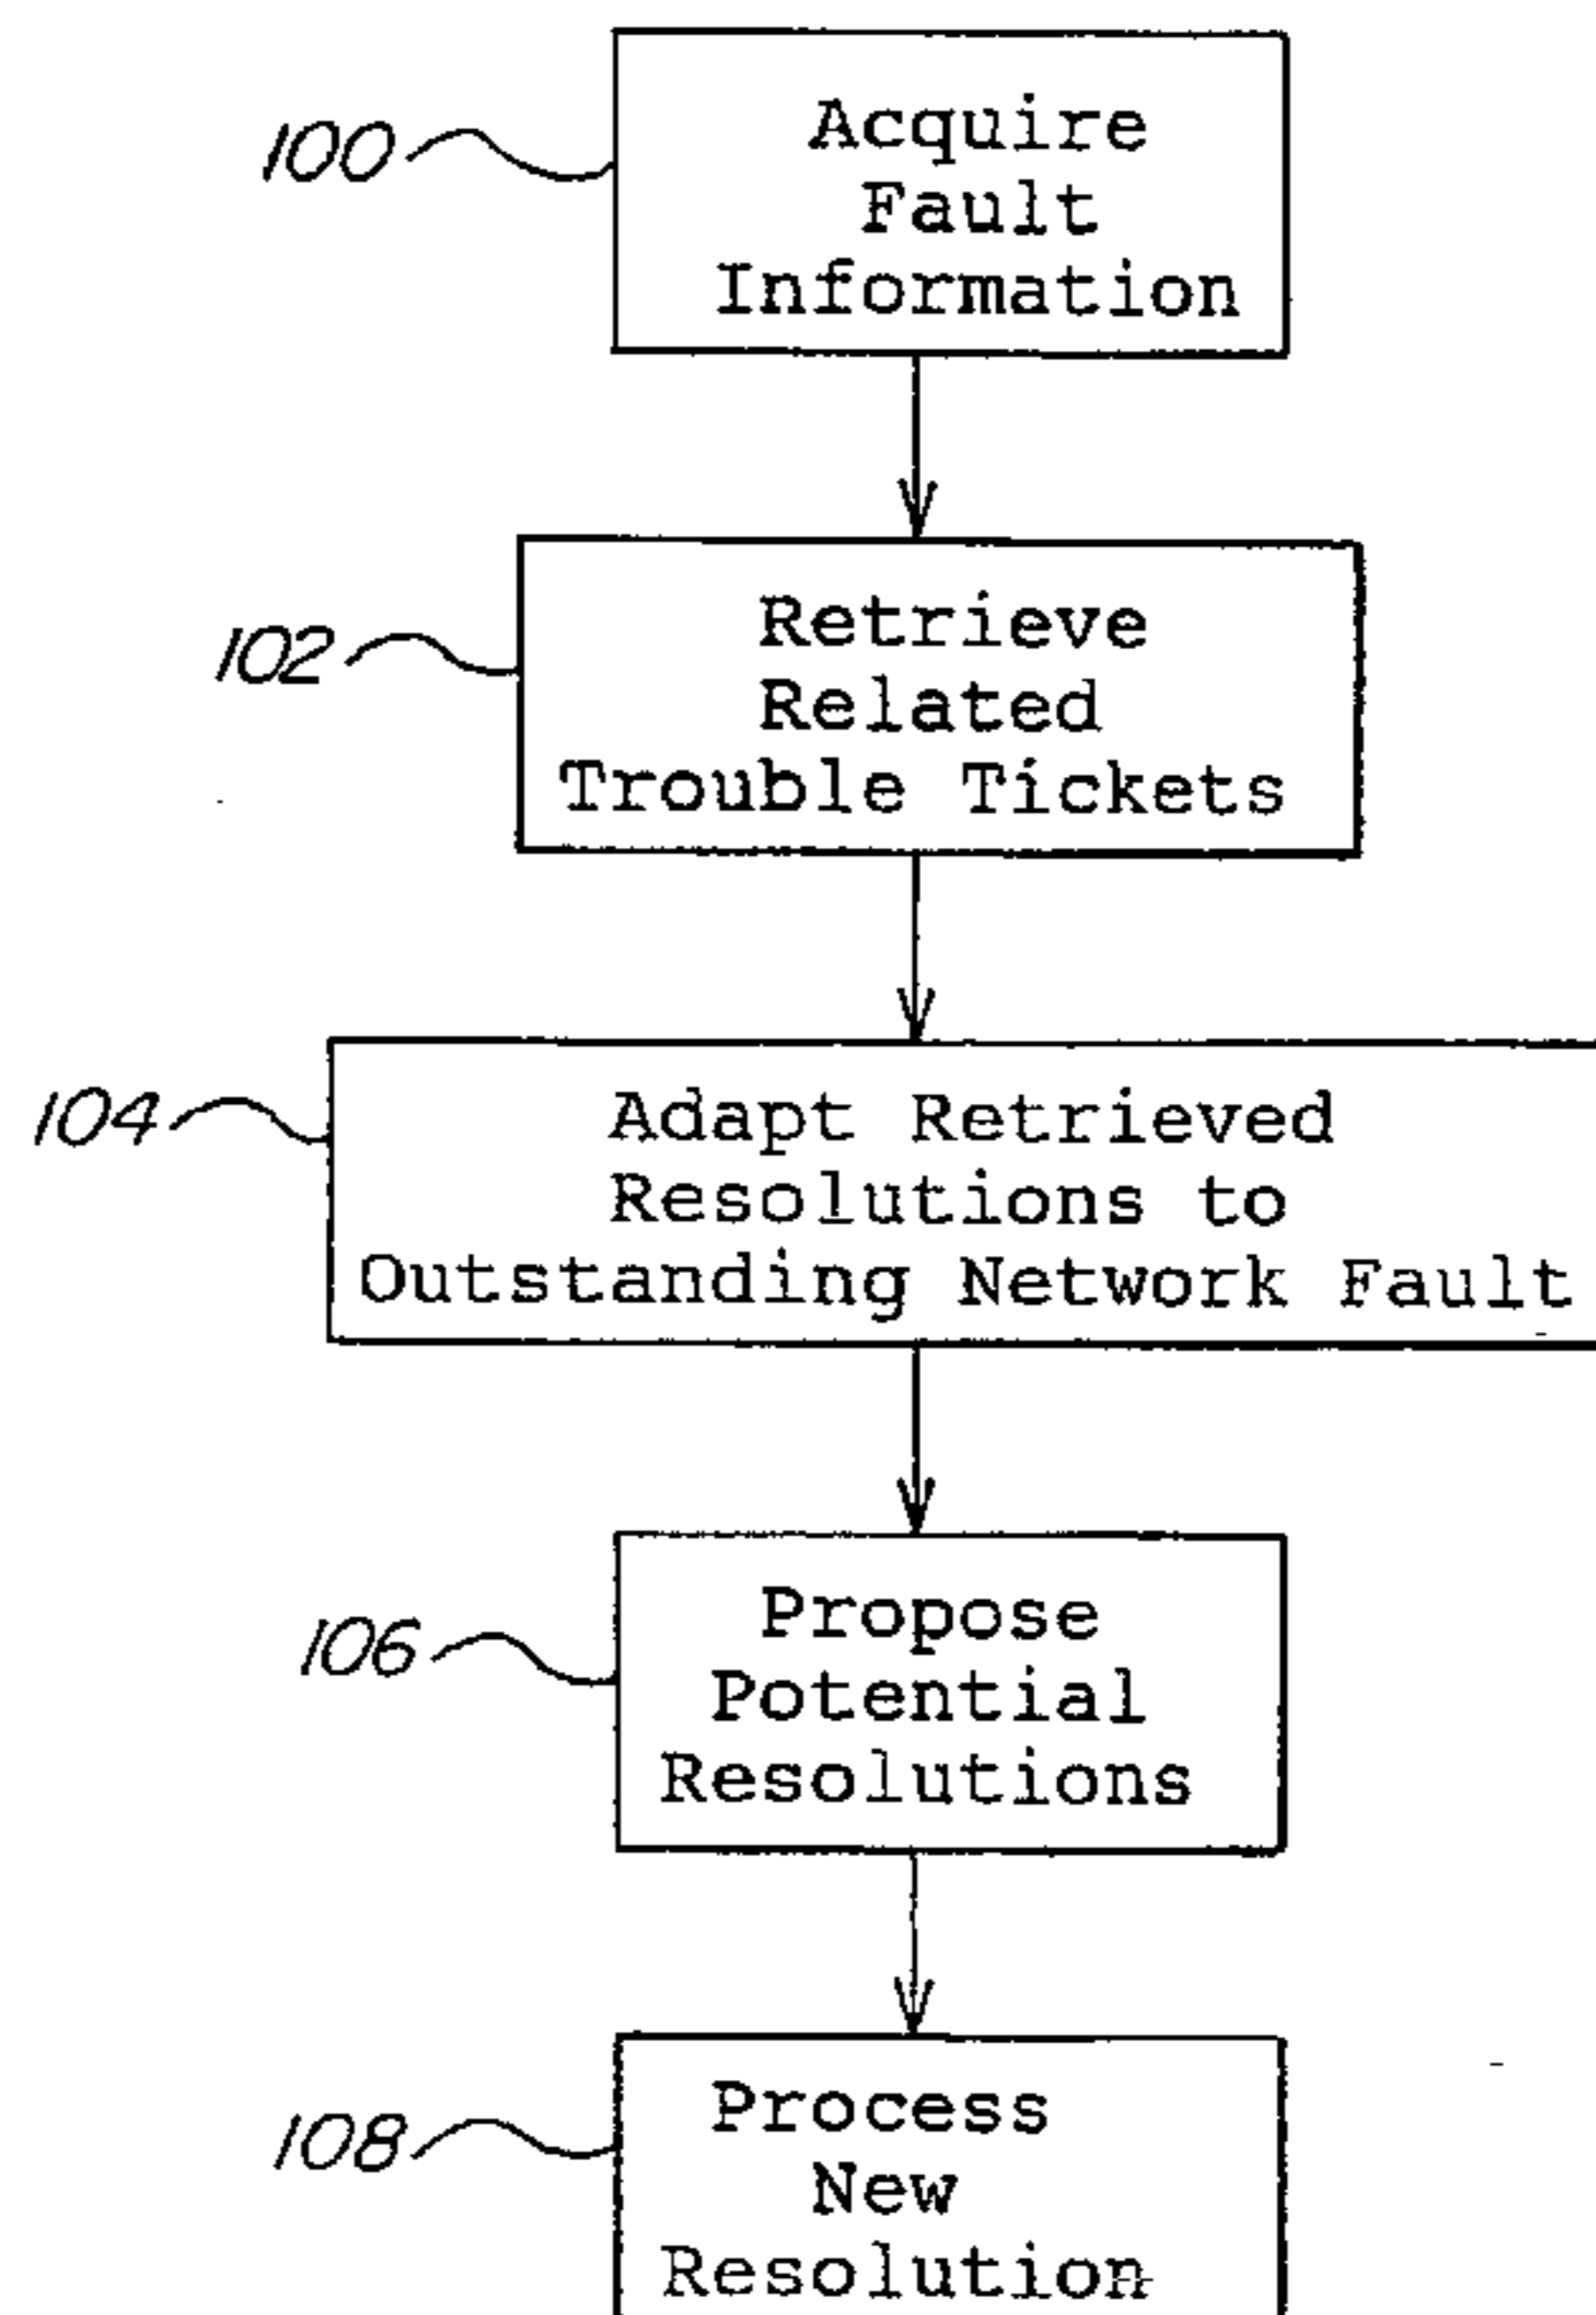 100
Acquire
Fault
Information
102
Retrieve
Related
Trouble Tickets
104
Adapt Retrieved
Resolutions to
Outstanding Network Fault
106
Propose
Potential
Resolutions
108
Process
New
Resolution